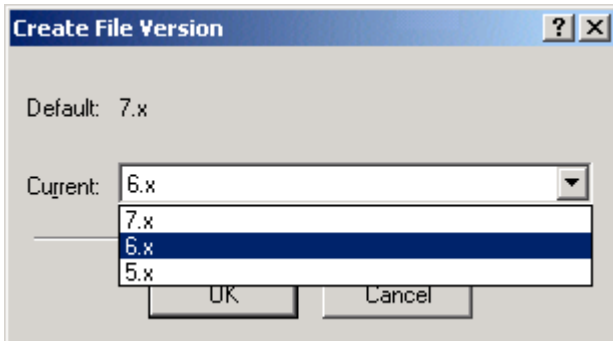 Create File Version
Default: 7.x
Current: 6.x
7.x
6.x
5.x
OK Cancel